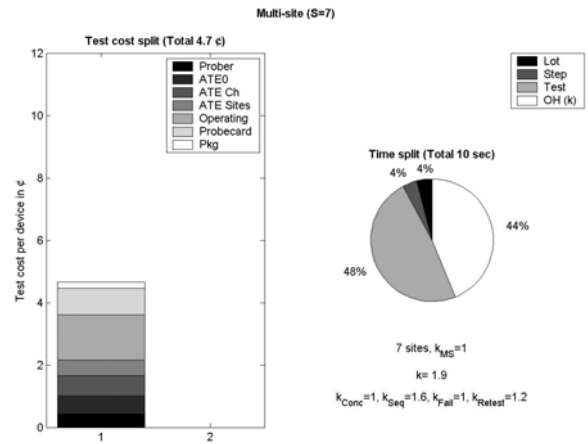 Multi-site (S=7)
Test cost split (Total 4.7 ¢)
Test cost per device in ¢
12
10
8
6
4
2
0
1
2
Prober
ATE0
ATE Ch
ATE Sites
Operating
Probecard
Pkg
Lot
Step
Test
OH (k)
Time split (Total 10 sec)
4%
4%
44%
48%
7 sites, k_MS=1
k= 1.9
k_Conc=1, k_Seq=1.6, k_Fail=1, k_Retest=1.2